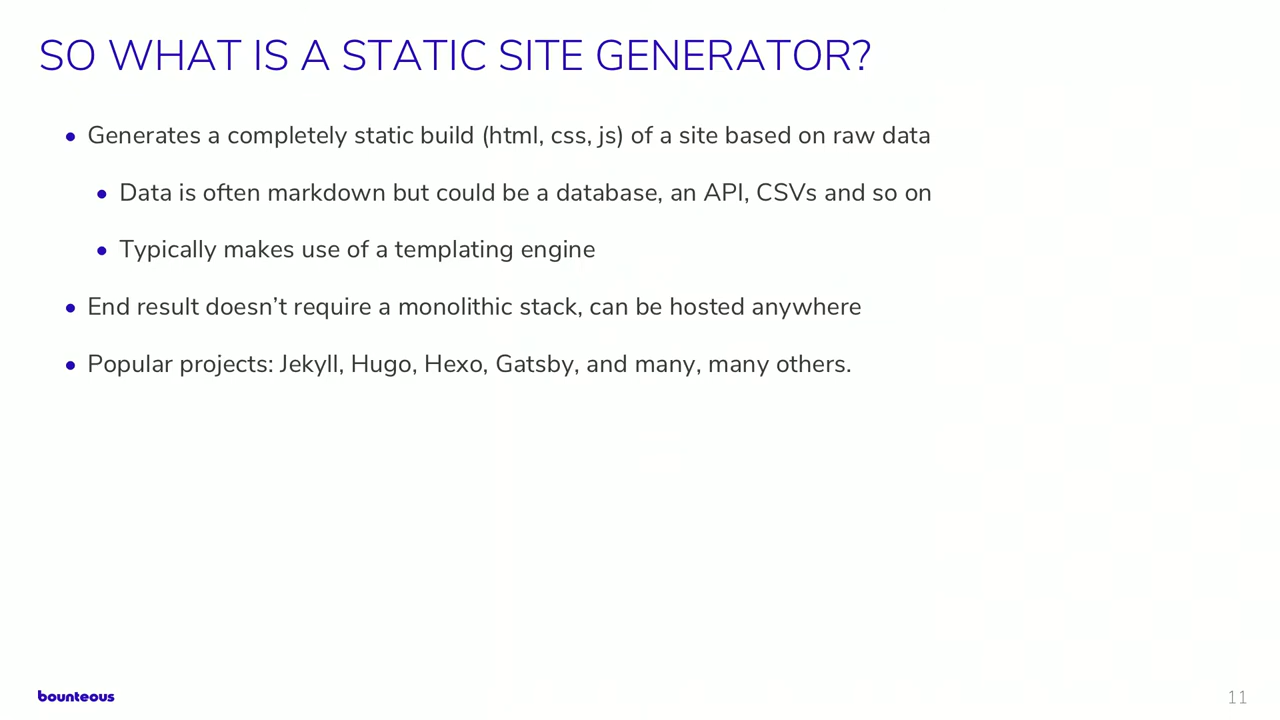 SO WHAT IS A STATIC SITE GENERATOR?
• Generates a completely static build (html, css, js) of a site based on raw data
• Data is often markdown but could be a database, an API, CSVs and so on
• Typically makes use of a templating engine
• End result doesn’t require a monolithic stack, can be hosted anywhere
• Popular projects: Jekyll, Hugo, Hexo, Gatsby, and many, many others.
bounteous
11